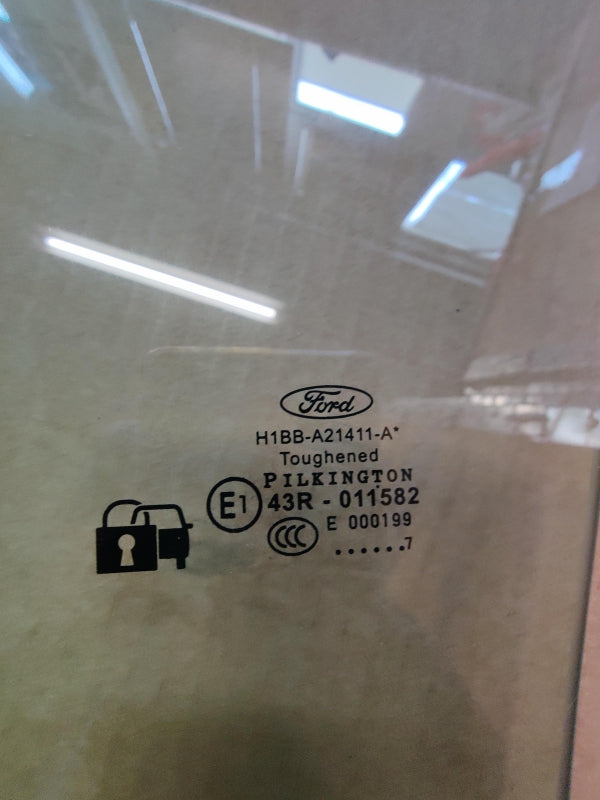 Ford
H1BB-A21411-A*
Toughened
PILKINGTON
E1 43R - 011582
CCC E 000199
......7